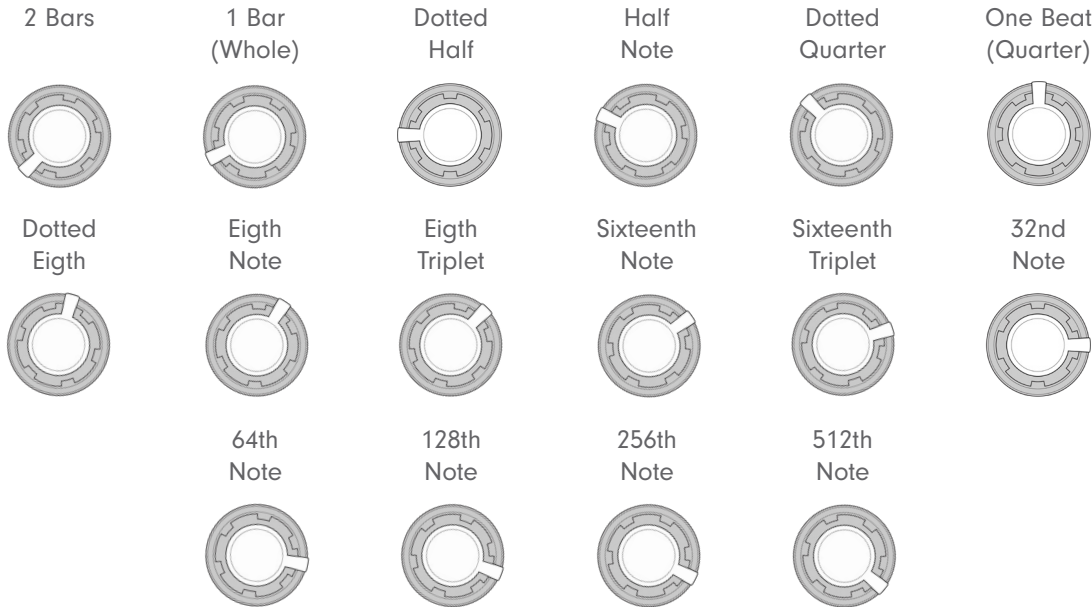 2 Bars
1 Bar
(Whole)
Dotted
Half
Half
Note
Dotted
Quarter
One Beat
(Quarter)
Dotted
Eigth
Eigth
Note
Eigth
Triplet
Sixteenth
Note
Sixteenth
Triplet
32nd
Note
64th
Note
128th
Note
256th
Note
512th
Note